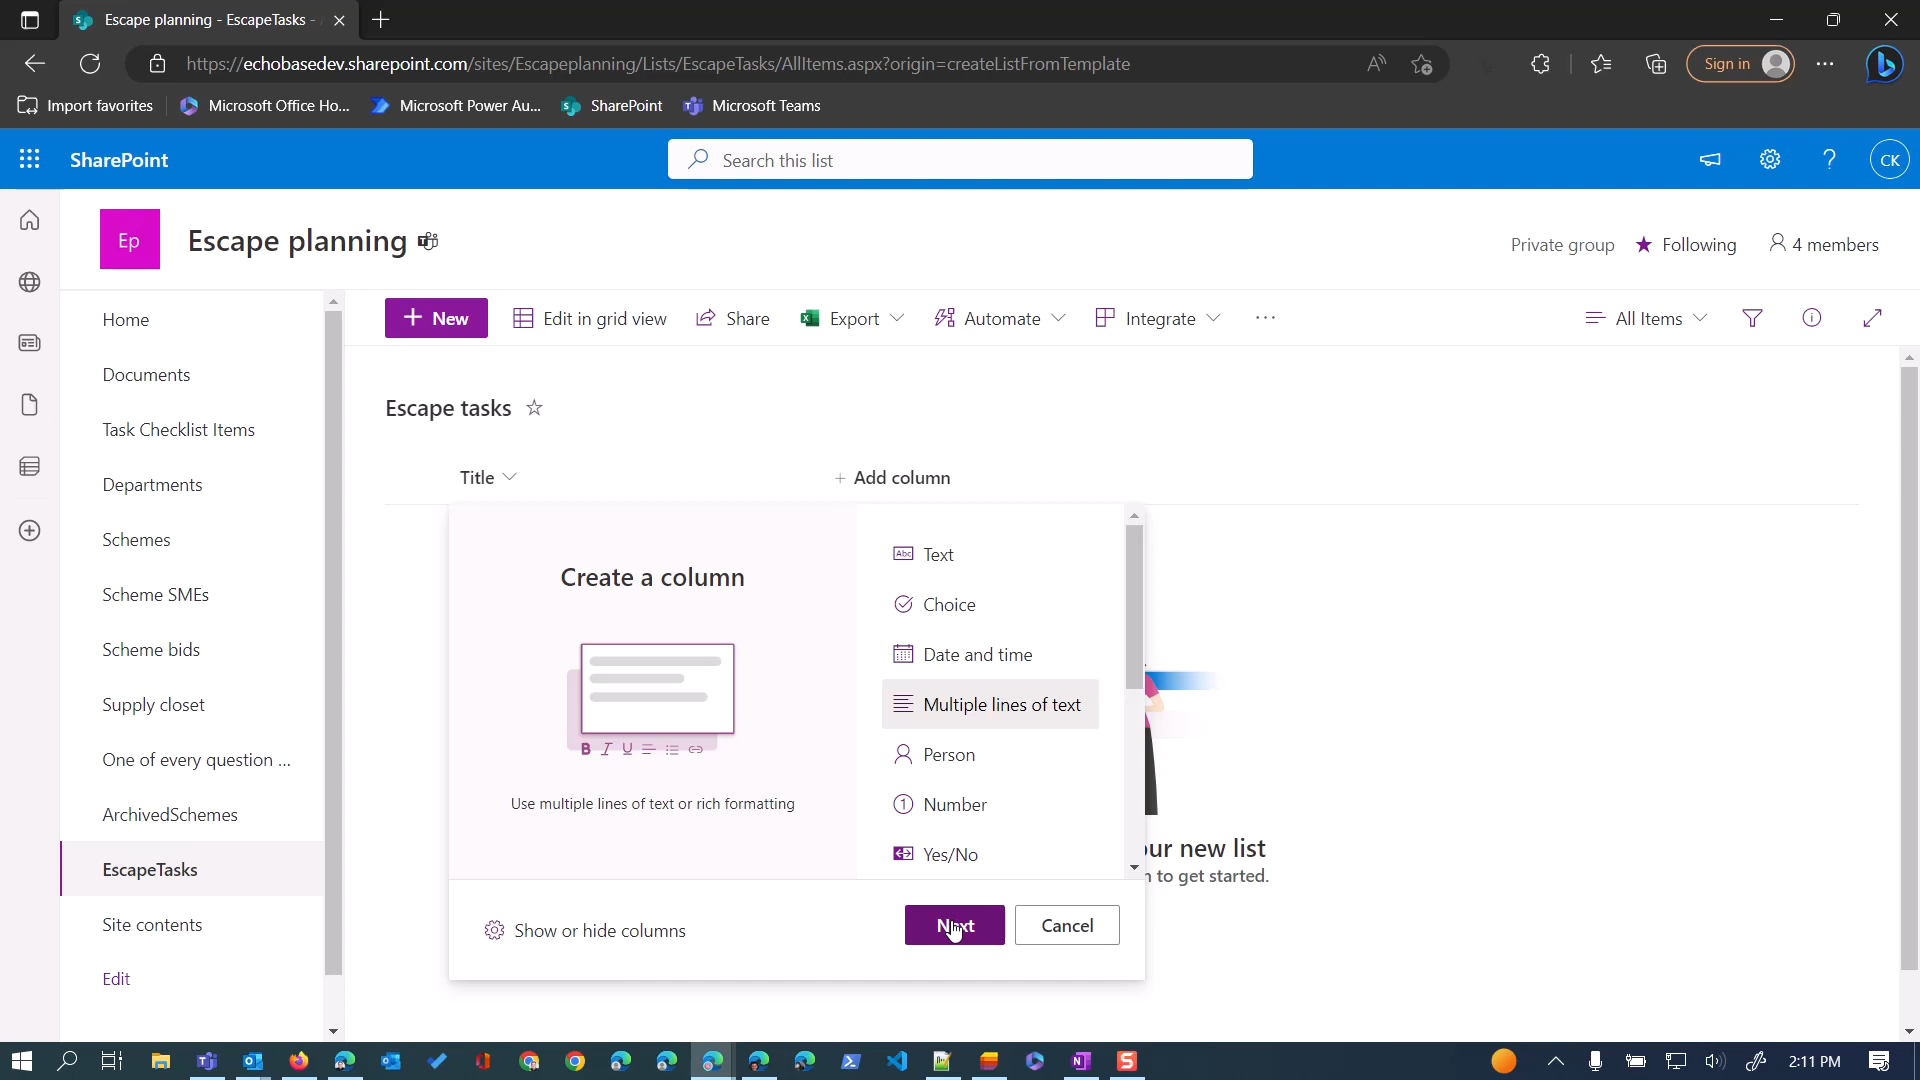 Escape planning - EscapeTasks -
https://echobasedev.sharepoint.com/sites/Escapeplanning/Lists/EscapeTasks/AllItems.aspx?origin=createListFromTemplate
Sign in
Import favorites
Microsoft Office Ho...
Microsoft Power Au...
SharePoint
Microsoft Teams
SharePoint
Search this list
CK
Ep
Escape planning
Private group
Following
4 members
Home
Documents
Task Checklist Items
Departments
Schemes
Scheme SMEs
Scheme bids
Supply closet
One of every question ...
ArchivedSchemes
EscapeTasks
Site contents
Edit
+ New
Edit in grid view
Share
Export
Automate
Integrate
...
All Items
Escape tasks
Title
+ Add column
Create a column
B I U
Use multiple lines of text or rich formatting
Abc Text
Choice
Date and time
Multiple lines of text
Person
1 Number
Yes/No
Show or hide columns
Next
Cancel
ur new list
to get started.
2:11 PM